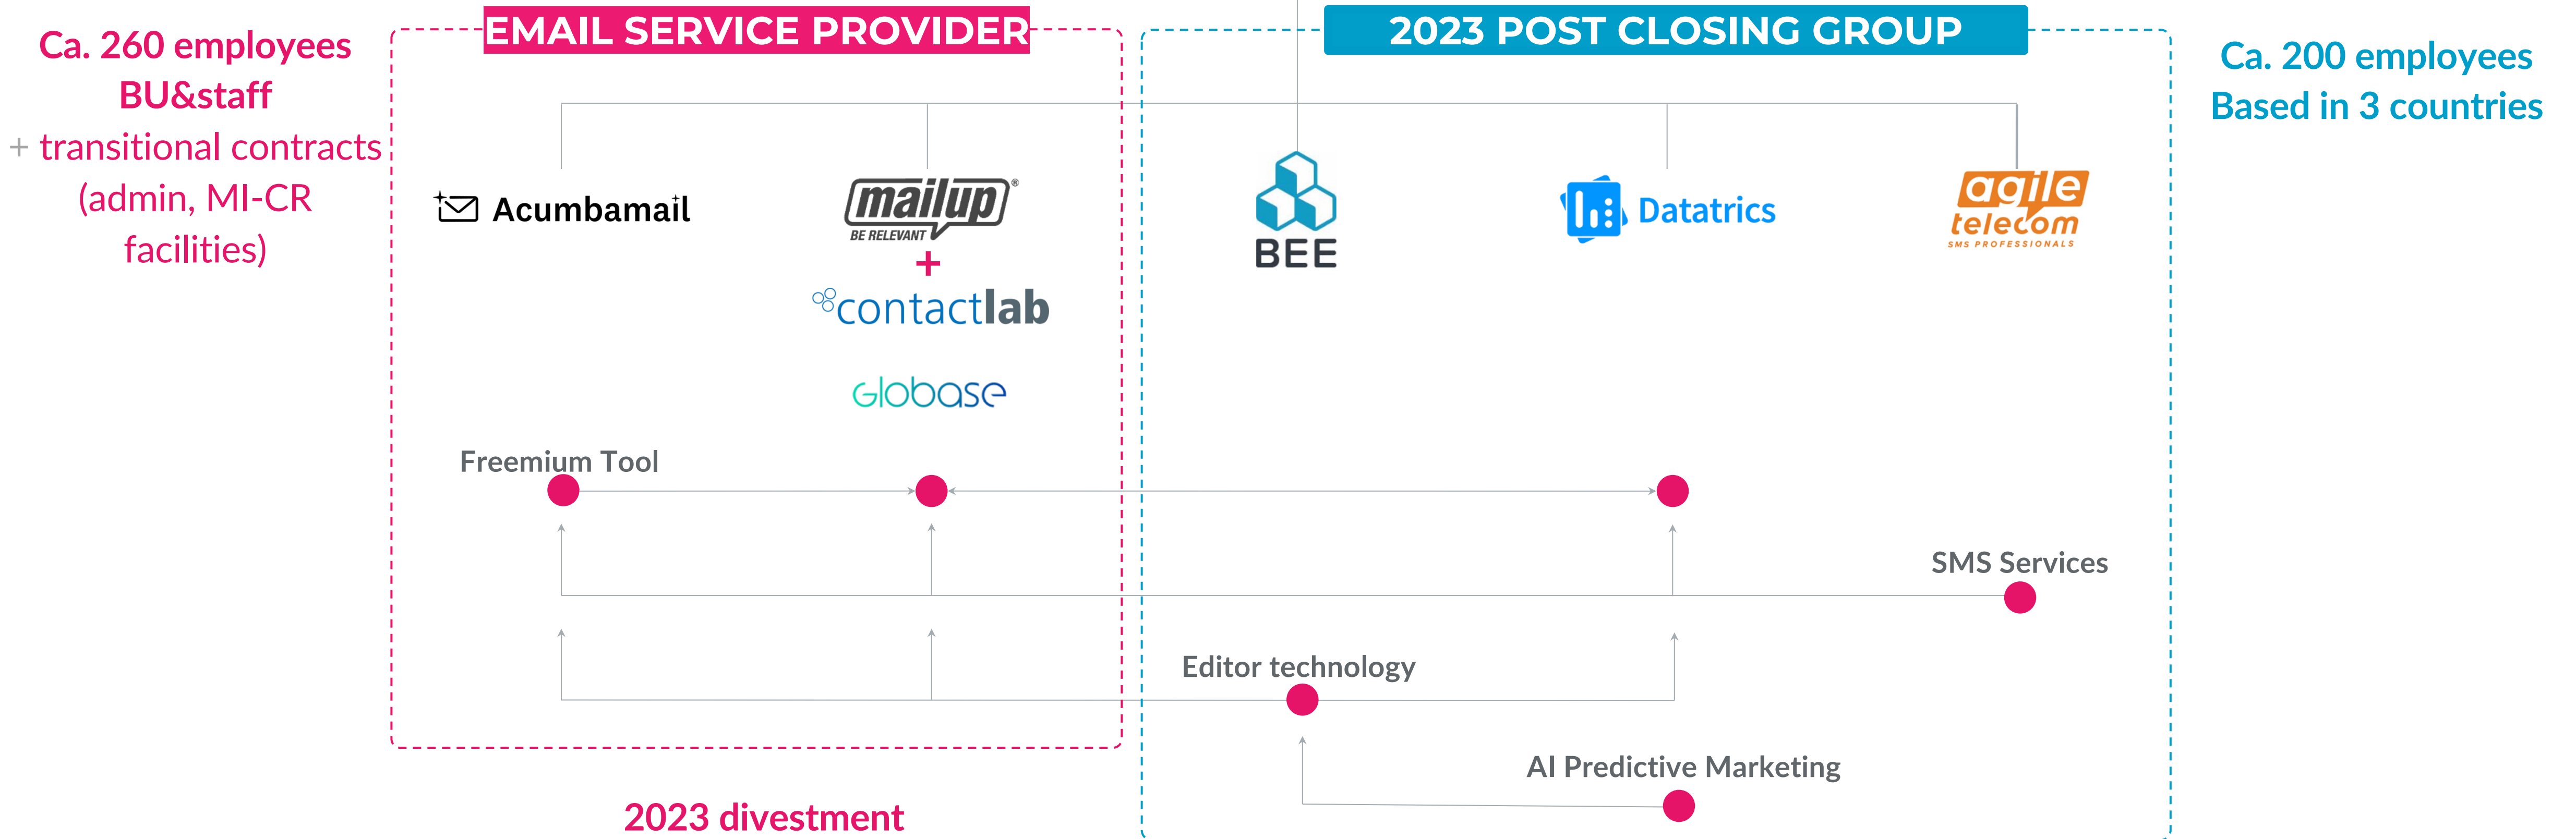 EMAIL SERVICE PROVIDER
2023 POST CLOSING GROUP
Ca. 260 employees
BU&staff
+ transitional contracts
(admin, MI-CR
facilities)
Ca. 200 employees
Based in 3 countries
Acumbamail
mailup®
BE RELEVANT
+
contactlab
Globase
BEE
Datatrics
agile
telecom
SMS PROFESSIONALS
Freemium Tool
SMS Services
Editor technology
AI Predictive Marketing
2023 divestment